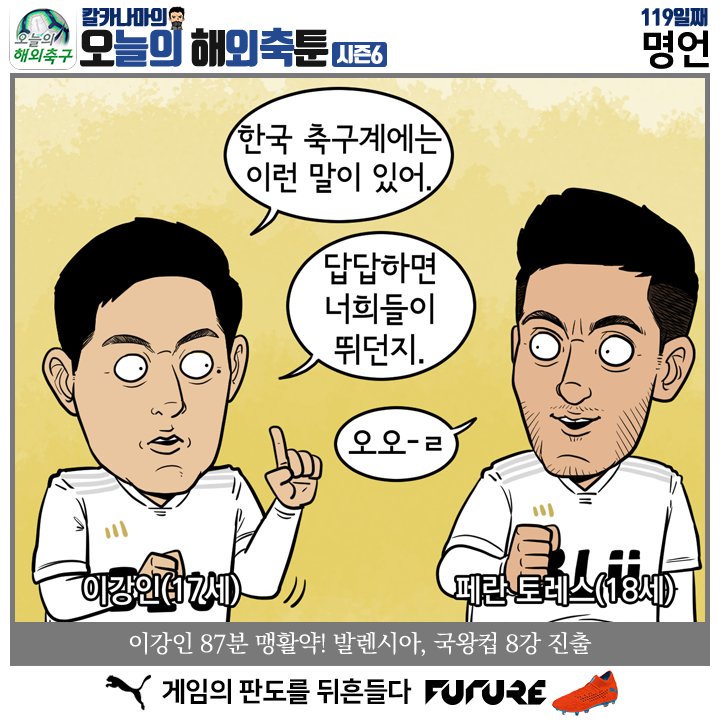 오늘의
해외축구
칼카나마의
오늘의 해외축툰
시즌6
119일째
명언
한국 축구계에는
이런 말이 있어.
답답하면
너희들이
뛰던지.
오오-ㄹ
이강인(17세)
페란 토레스(18세)
이강인 87분 맹활약! 발렌시아, 국왕컵 8강 진출
게임의 판도를 뒤흔들다 FUTURE